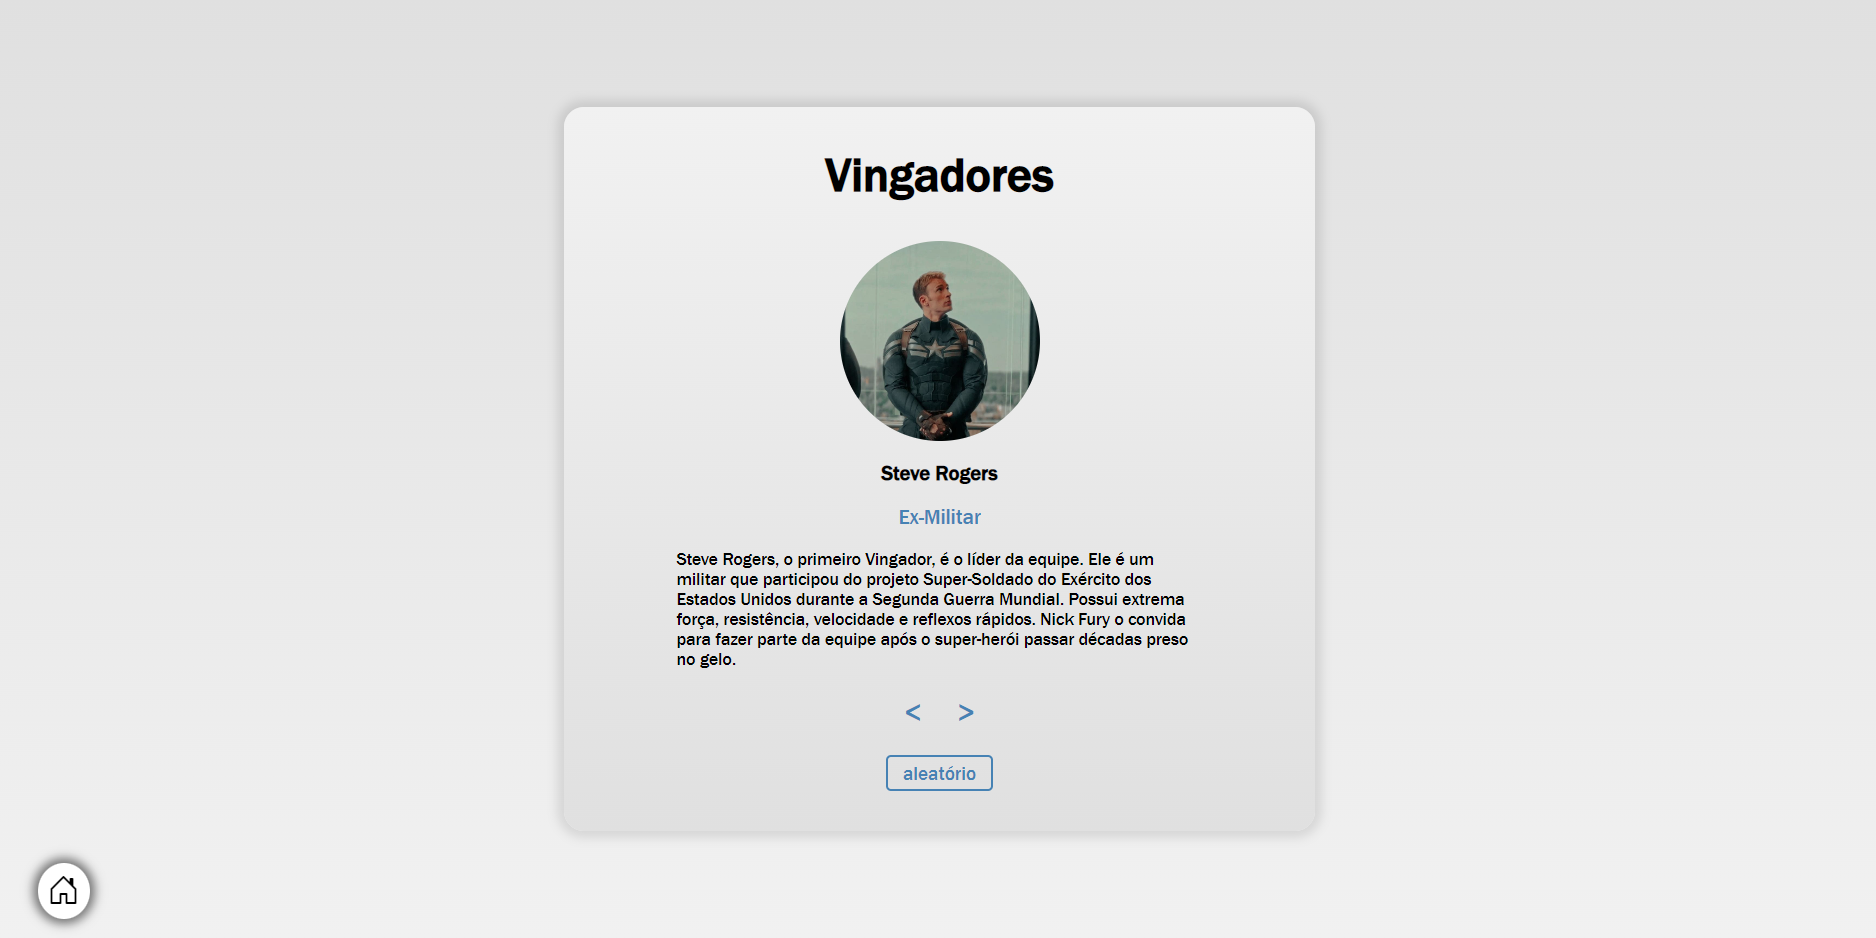 Vingadores
Steve Rogers
Ex-Militar
Steve Rogers, o primeiro Vingador, é o líder da equipe. Ele é um
militar que participou do projeto Super-Soldado do Exército dos
Estados Unidos durante a Segunda Guerra Mundial. Possui extrema
força, resistência, velocidade e reflexos rápidos. Nick Fury o convida
para fazer parte da equipe após o super-herói passar décadas preso
no gelo.
< >
aleatório